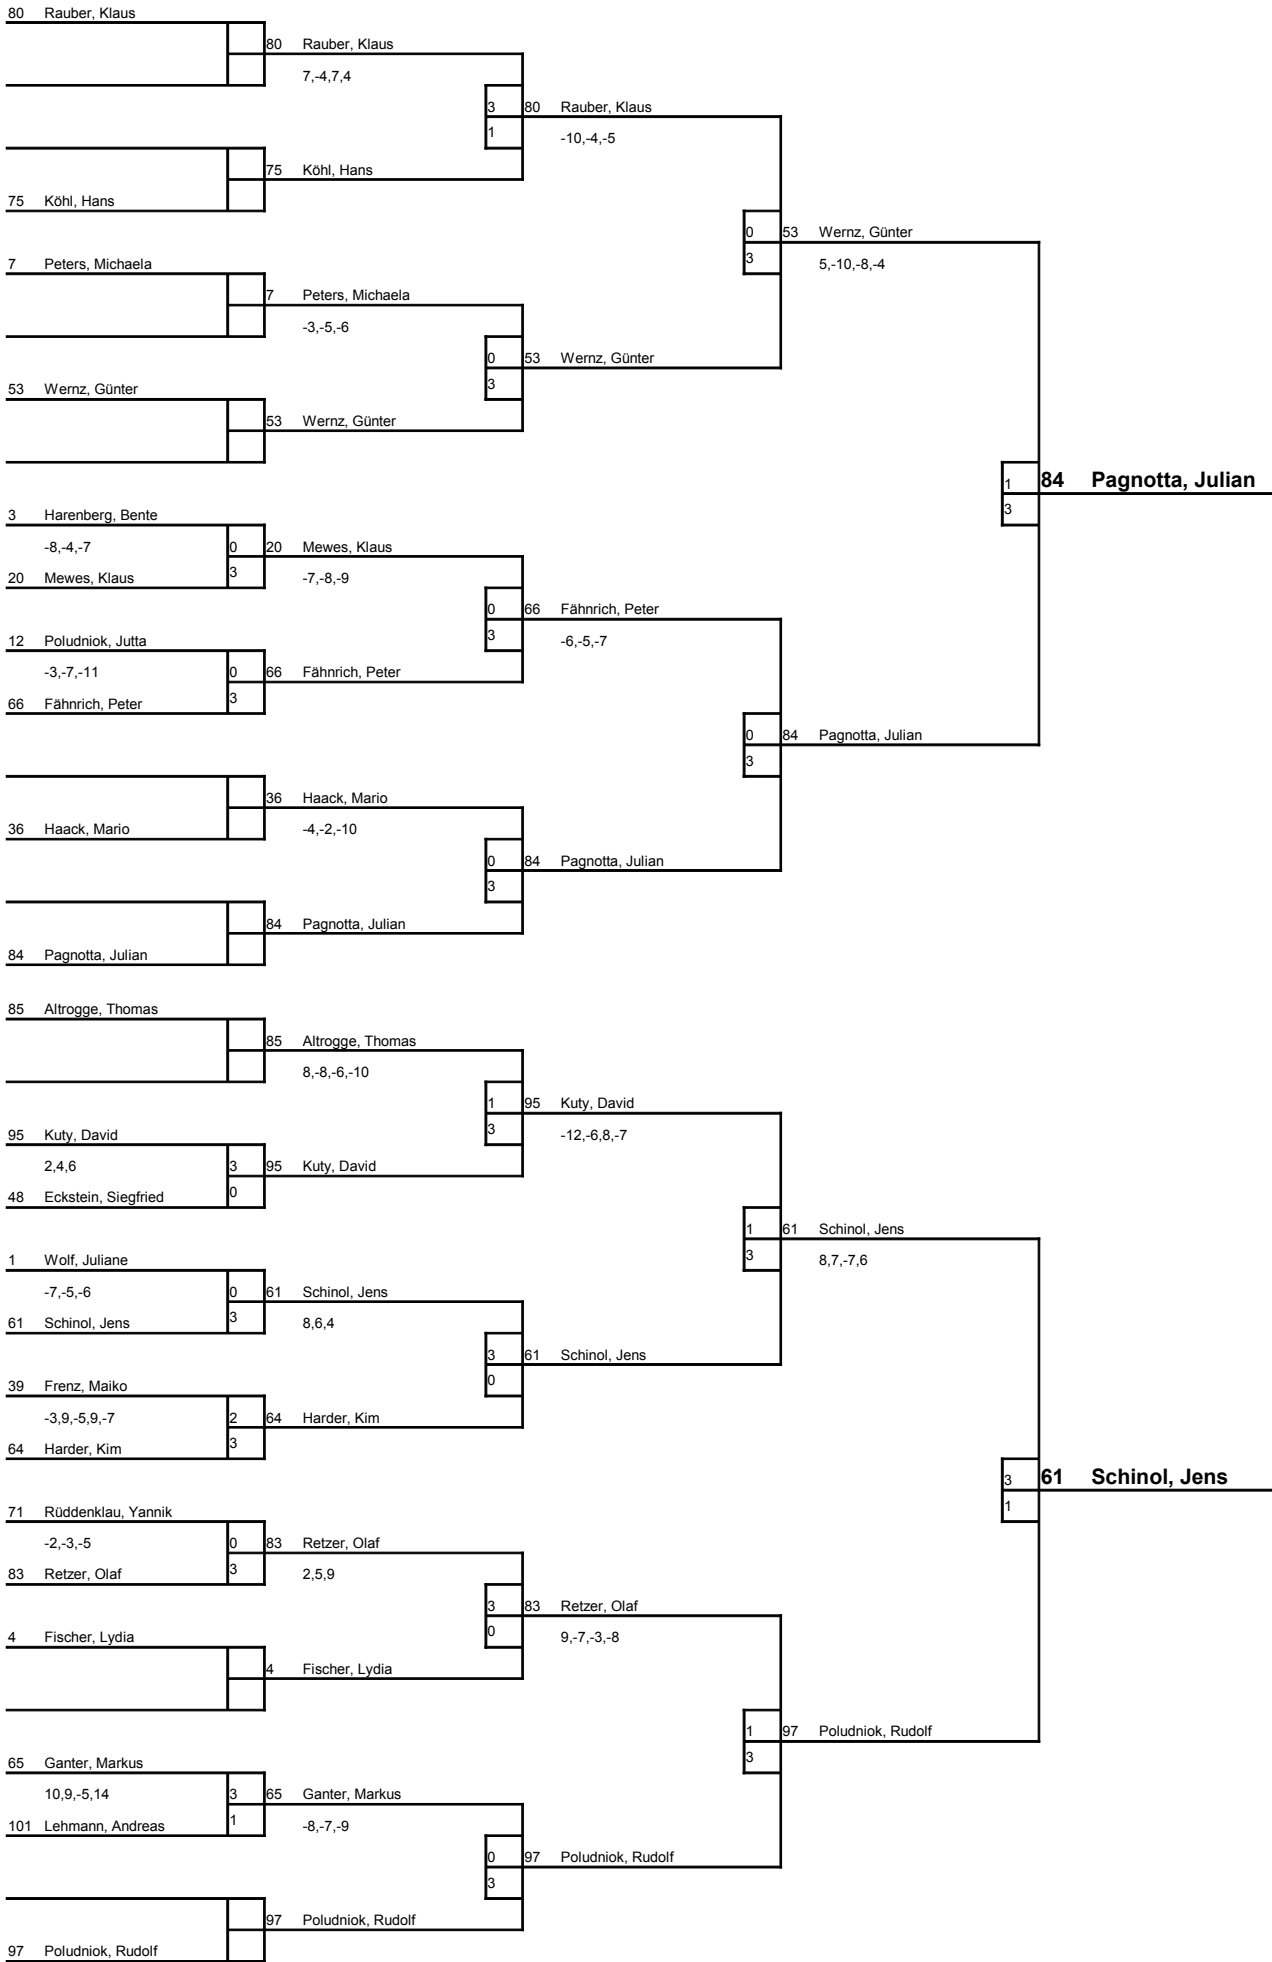 80 Rauber, Klaus
80 Rauber, Klaus
7,-4,7,4
3 80 Rauber, Klaus
1 -10,-4,-5
75 Köhl, Hans
75 Köhl, Hans
0 53 Wernz, Günter
3 5,-10,-8,-4
7 Peters, Michaela
7 Peters, Michaela
-3,-5,-6
0 53 Wernz, Günter
3
53 Wernz, Günter
53 Wernz, Günter
1 84 Pagnotta, Julian
3
3 Harenberg, Bente
-8,-4,-7 0 20 Mewes, Klaus
20 Mewes, Klaus 3 -7,-8,-9
0 66 Fähnrich, Peter
12 Poludniok, Jutta 3 -6,-5,-7
-3,-7,-11 0 66 Fähnrich, Peter
66 Fähnrich, Peter 3
0 84 Pagnotta, Julian
3
36 Haack, Mario
36 Haack, Mario -4,-2,-10
0 84 Pagnotta, Julian
3
84 Pagnotta, Julian
84 Pagnotta, Julian
85 Altrogge, Thomas
85 Altrogge, Thomas
8,-8,-6,-10
1 95 Kuty, David
95 Kuty, David 3 -12,-6,8,-7
2,4,6 3 95 Kuty, David
48 Eckstein, Siegfried 0
1 61 Schinol, Jens
1 Wolf, Juliane 3 8,7,-7,6
-7,-5,-6 0 61 Schinol, Jens
61 Schinol, Jens 3 8,6,4
3 61 Schinol, Jens
39 Frenz, Maiko 0
-3,9,-5,9,-7 2 64 Harder, Kim
64 Harder, Kim 3
3 61 Schinol, Jens
1
71 Rüddenklau, Yannik
-2,-3,-5 0 83 Retzer, Olaf
83 Retzer, Olaf 3 2,5,9
3 83 Retzer, Olaf
4 Fischer, Lydia 0 9,-7,-3,-8
4 Fischer, Lydia
1 97 Poludniok, Rudolf
65 Ganter, Markus 3
10,9,-5,14 3 65 Ganter, Markus
101 Lehmann, Andreas 1 -8,-7,-9
0 97 Poludniok, Rudolf
3
97 Poludniok, Rudolf
97 Poludniok, Rudolf